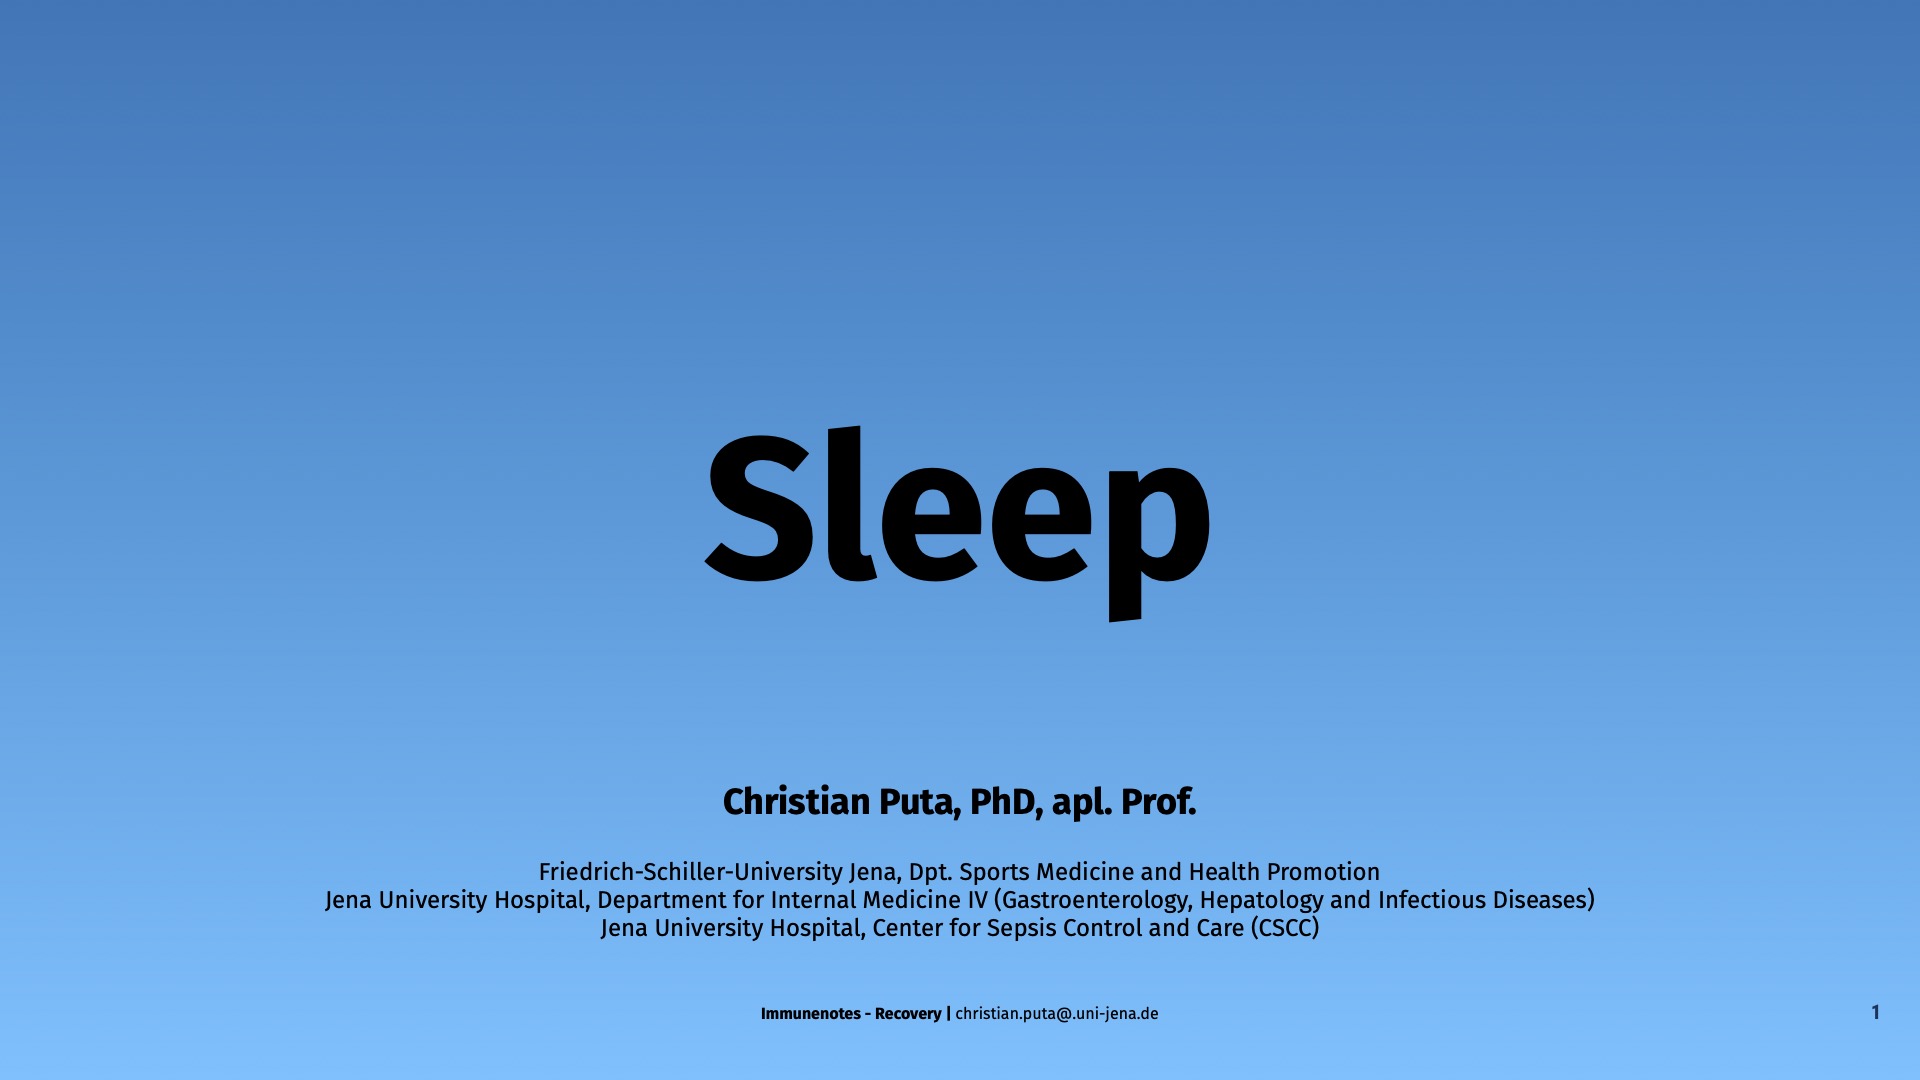 Sleep
Christian Puta, PhD, apl. Prof.
Friedrich-Schiller-University Jena, Dpt. Sports Medicine and Health Promotion
Jena University Hospital, Department for Internal Medicine IV (Gastroenterology, Hepatology and Infectious Diseases)
Jena University Hospital, Center for Sepsis Control and Care (CSCC)
Immunenotes - Recovery | christian.puta@.uni-jena.de
1